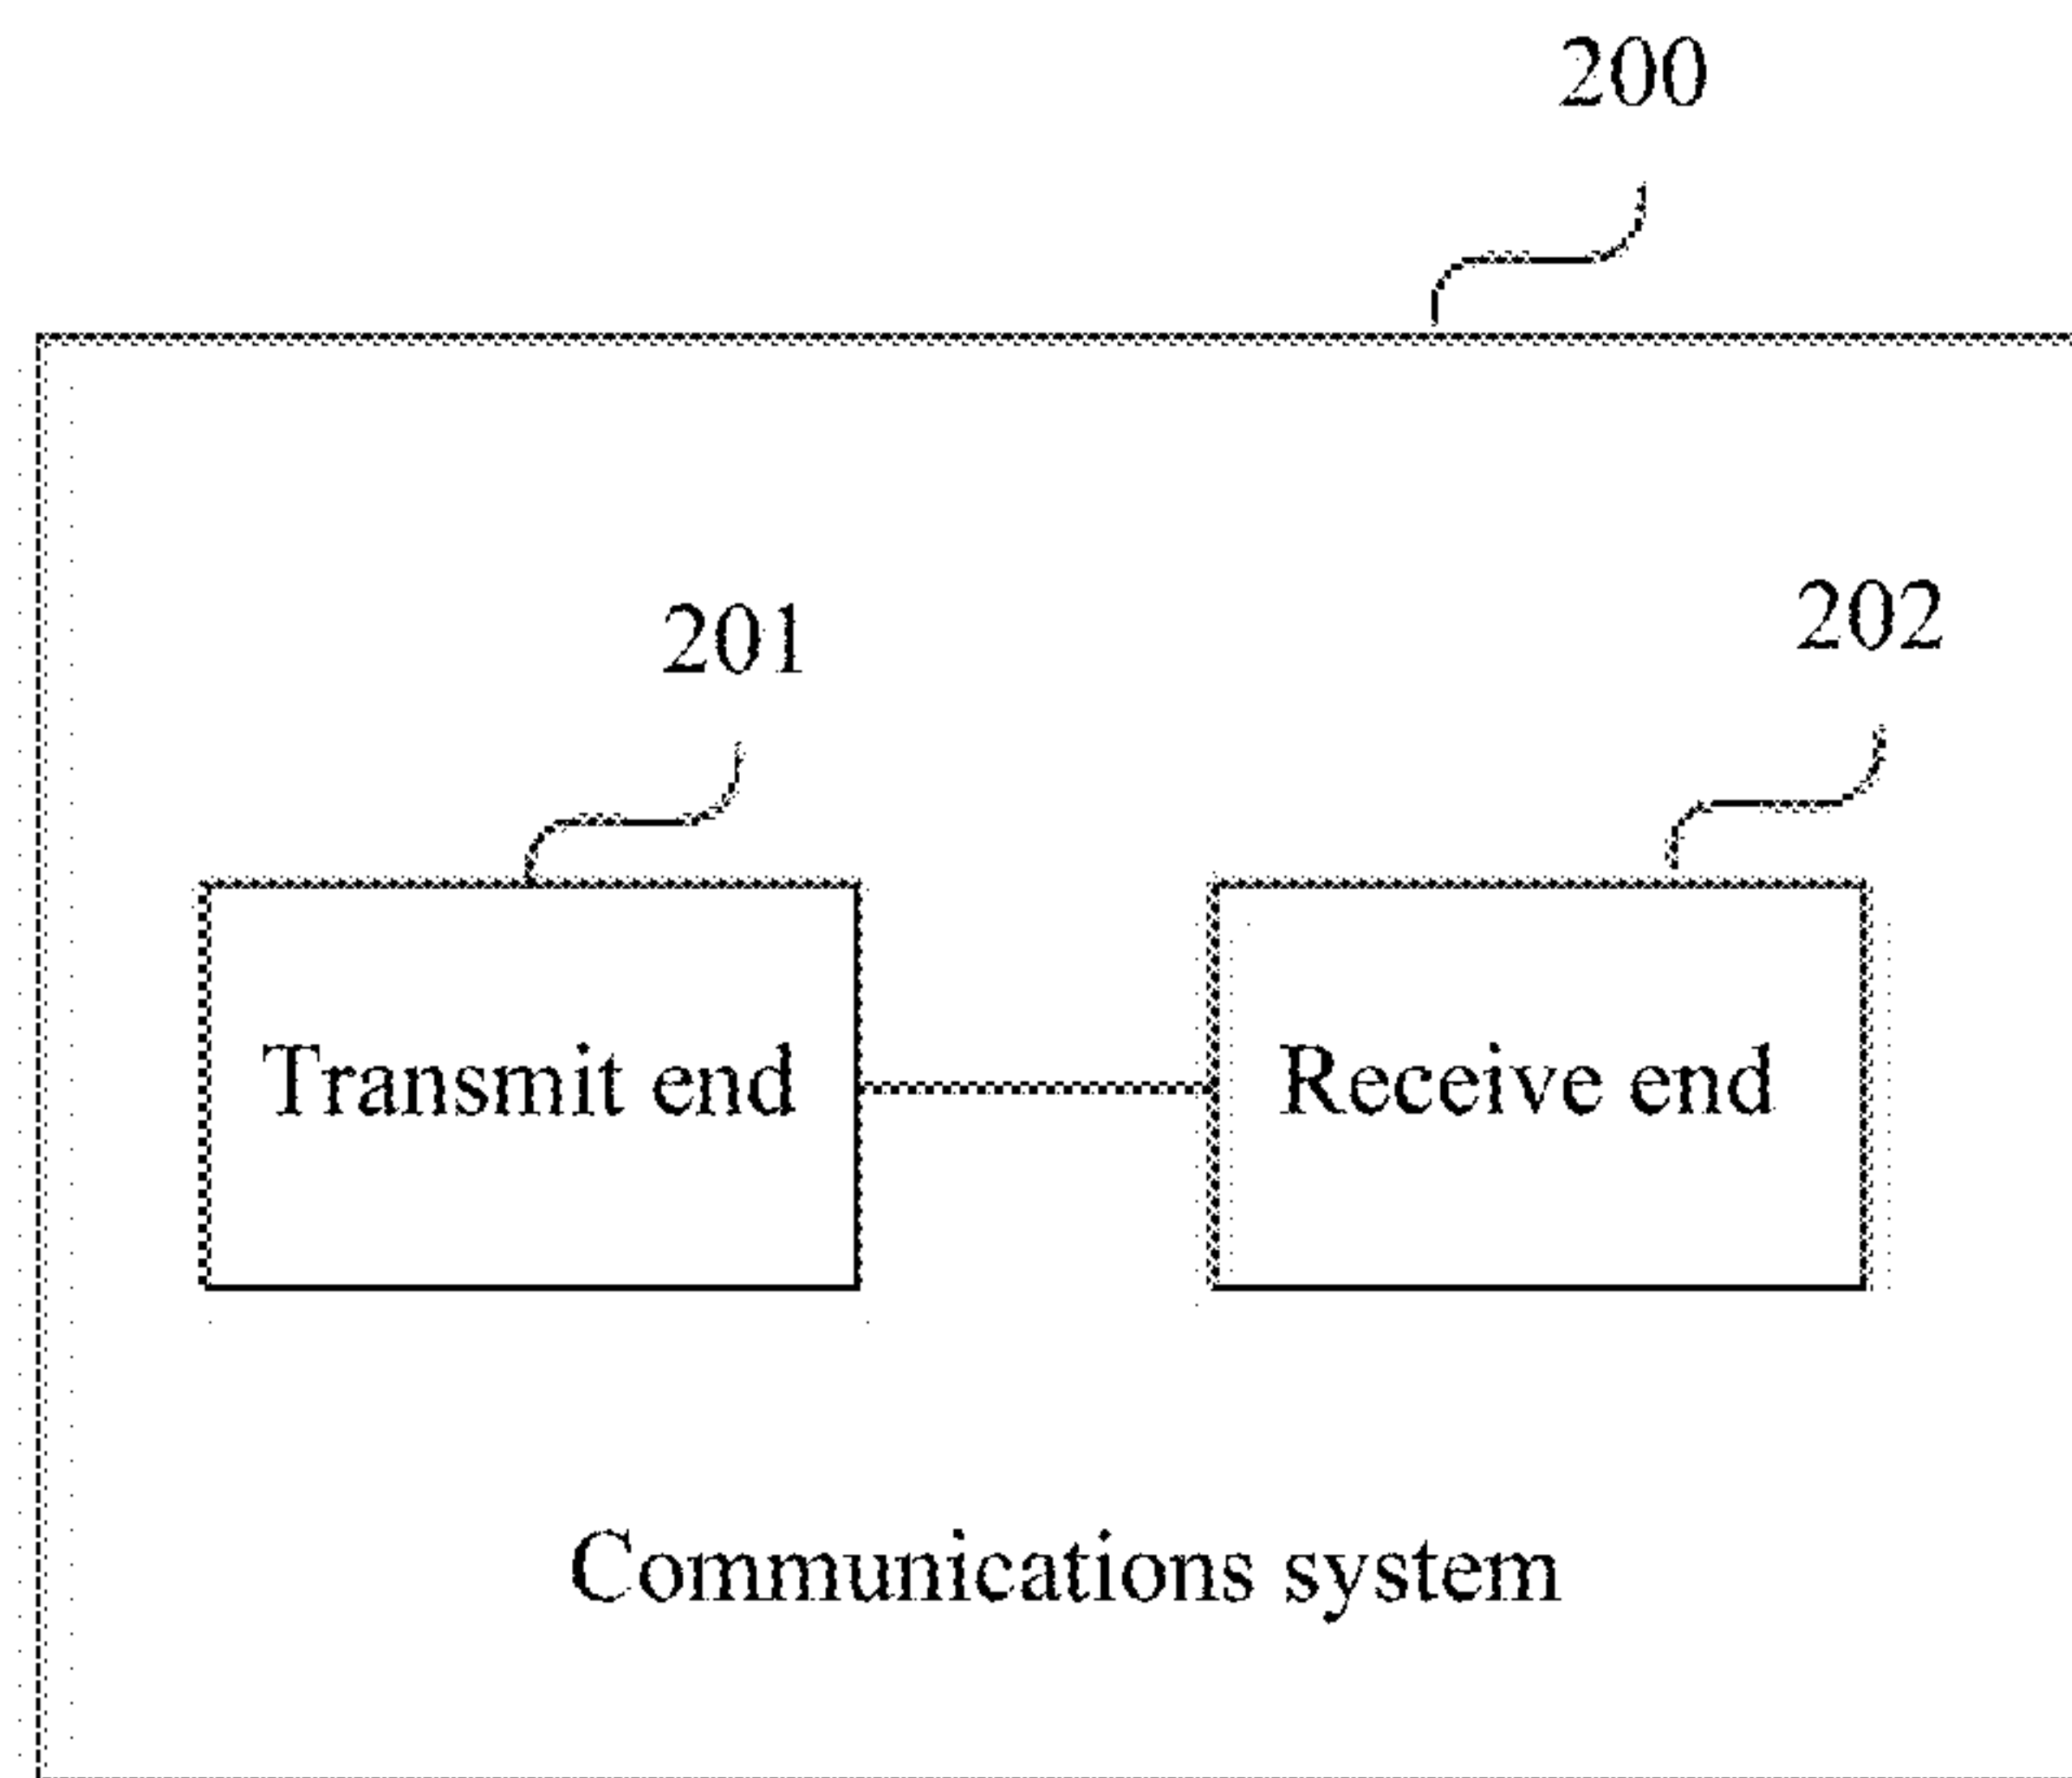 200
201
202
Transmit end
Receive end
Communications system